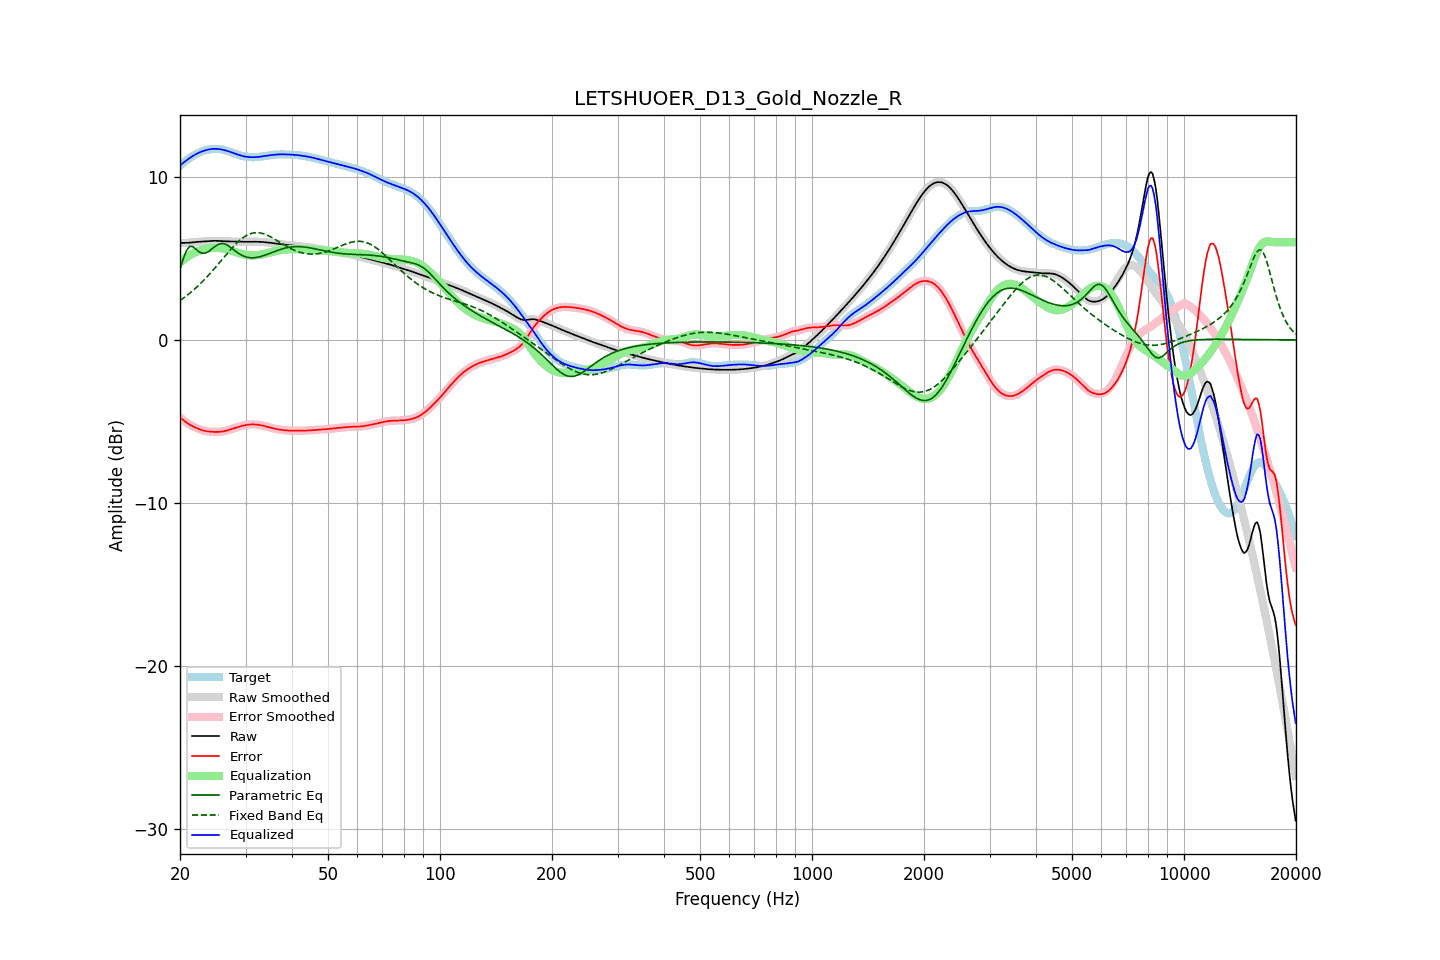 LETSHUOER_D13_Gold_Nozzle_R
Amplitude (dBr)
10
0
−10
−20
−30
Target
Raw Smoothed
Error Smoothed
Raw
Error
Equalization
Parametric Eq
Fixed Band Eq
Equalized
20 50 100 200 500 1000 2000 5000 10000 20000
Frequency (Hz)